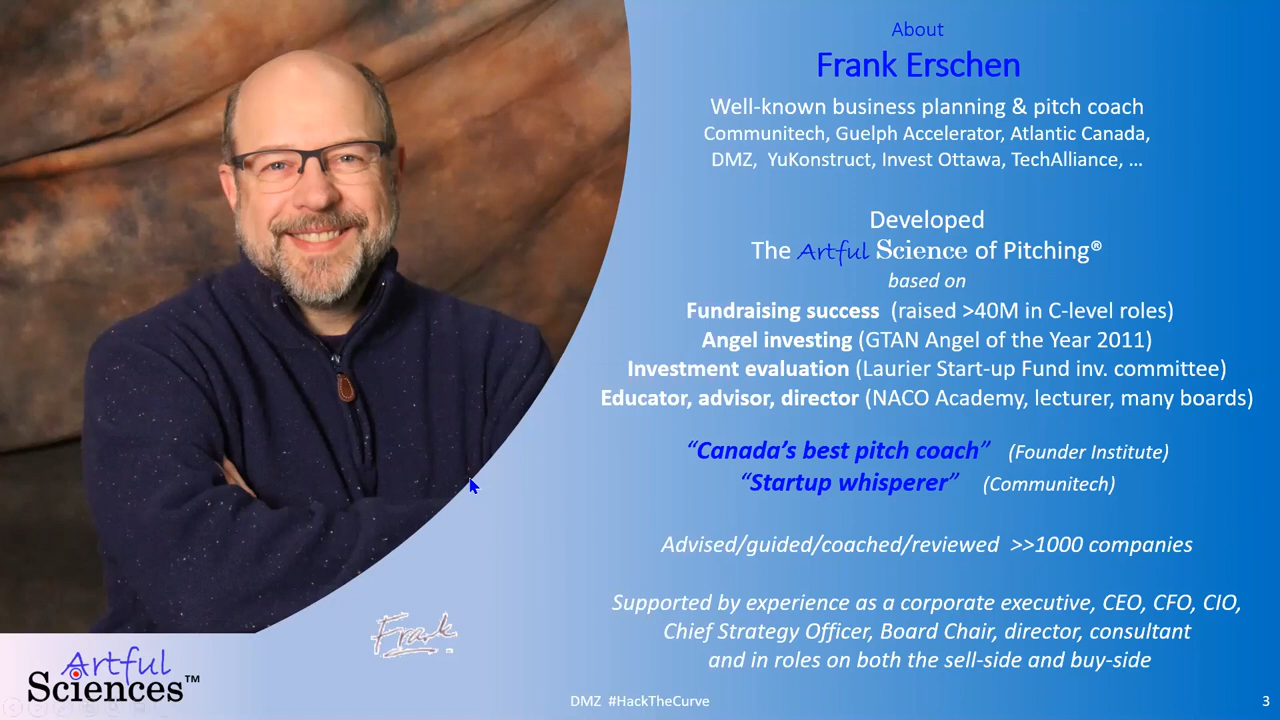 About
Frank Erschen
Well-known business planning & pitch coach
Communitech, Guelph Accelerator, Atlantic Canada,
DMZ, YuKonstruct, Invest Ottawa, TechAlliance, ...
Developed
The Artful Science of Pitching®
based on
Fundraising success (raised >40M in C-level roles)
Angel investing (GTAN Angel of the Year 2011)
Investment evaluation (Laurier Start-up Fund inv. committee)
Educator, advisor, director (NACO Academy, lecturer, many boards)
“Canada’s best pitch coach” (Founder Institute)
“Startup whisperer” (Communitech)
Advised/guided/coached/reviewed >>1000 companies
Supported by experience as a corporate executive, CEO, CFO, CIO,
Chief Strategy Officer, Board Chair, director, consultant
and in roles on both the sell-side and buy-side
Frank
Artful
Sciences™
DMZ #HackTheCurve
3